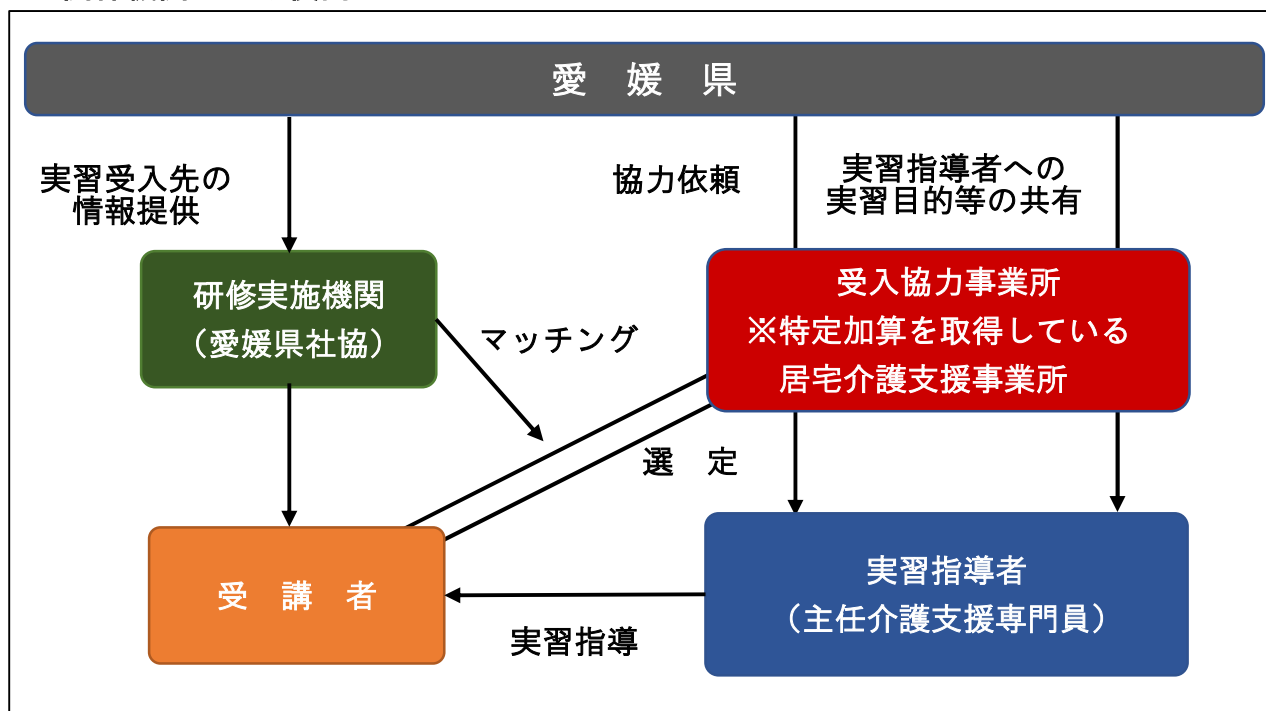 愛　媛　県
実習受入先の
情報提供
協力依頼
実習指導者への
実習目的等の共有
研修実施機関
（愛媛県社協）
マッチング
受入協力事業所
※特定加算を取得している
居宅介護支援事業所
選　定
受　講　者
実習指導
実習指導者
（主任介護支援専門員）